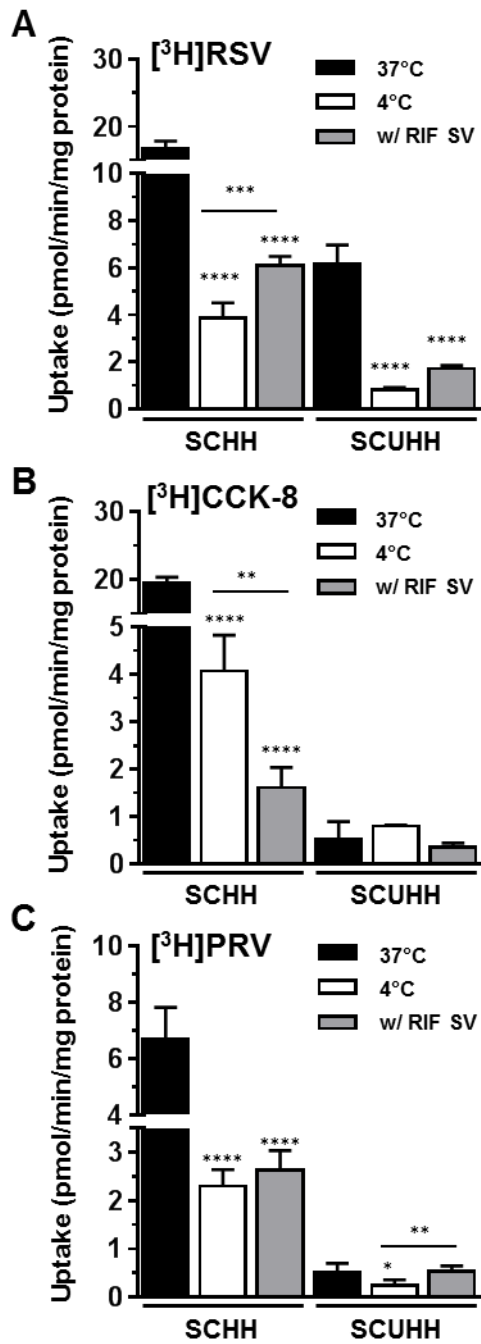 A
[³H]RSV
Uptake (pmol/min/mg protein)
30
20
10
8
6
4
2
0
37°C
4°C
w/ RIF SV
***
****
****
****
****
SCHH
SCUHH
B
[³H]CCK-8
Uptake (pmol/min/mg protein)
30
20
10
5
4
3
2
1
0
37°C
4°C
w/ RIF SV
**
****
****
SCHH
SCUHH
C
[³H]PRV
Uptake (pmol/min/mg protein)
10
8
6
4
3
2
1
0
37°C
4°C
w/ RIF SV
****
****
**
*
SCHH
SCUHH